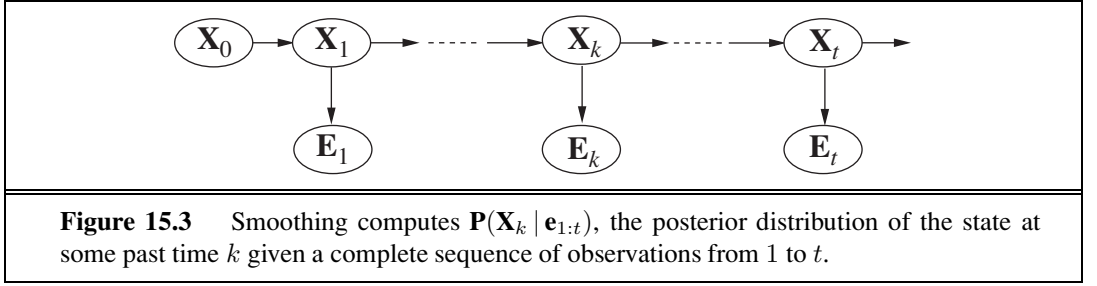 X₀ X₁ Xₖ Xₜ
E₁ Eₖ Eₜ
Figure 15.3 Smoothing computes P(Xₖ | e₁:ₜ), the posterior distribution of the state at
some past time k given a complete sequence of observations from 1 to t.